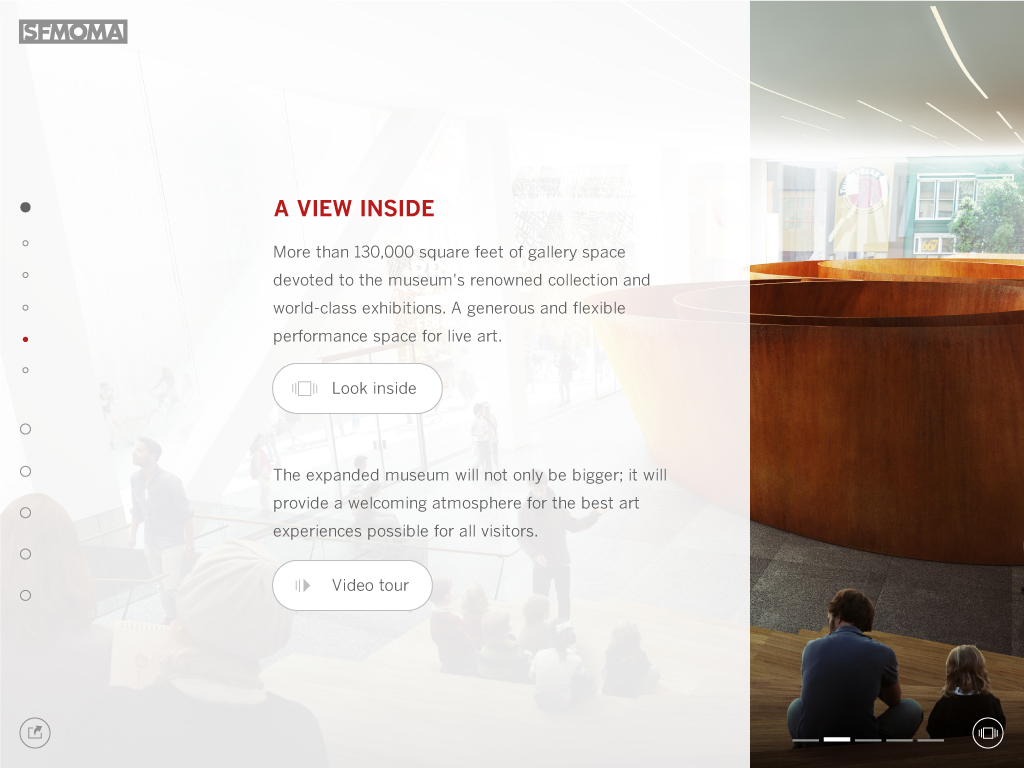 SFMOMA
A VIEW INSIDE
More than 130,000 square feet of gallery space
devoted to the museum's renowned collection and
world-class exhibitions. A generous and flexible
performance space for live art.
Look inside
The expanded museum will not only be bigger; it will
provide a welcoming atmosphere for the best art
experiences possible for all visitors.
Video tour